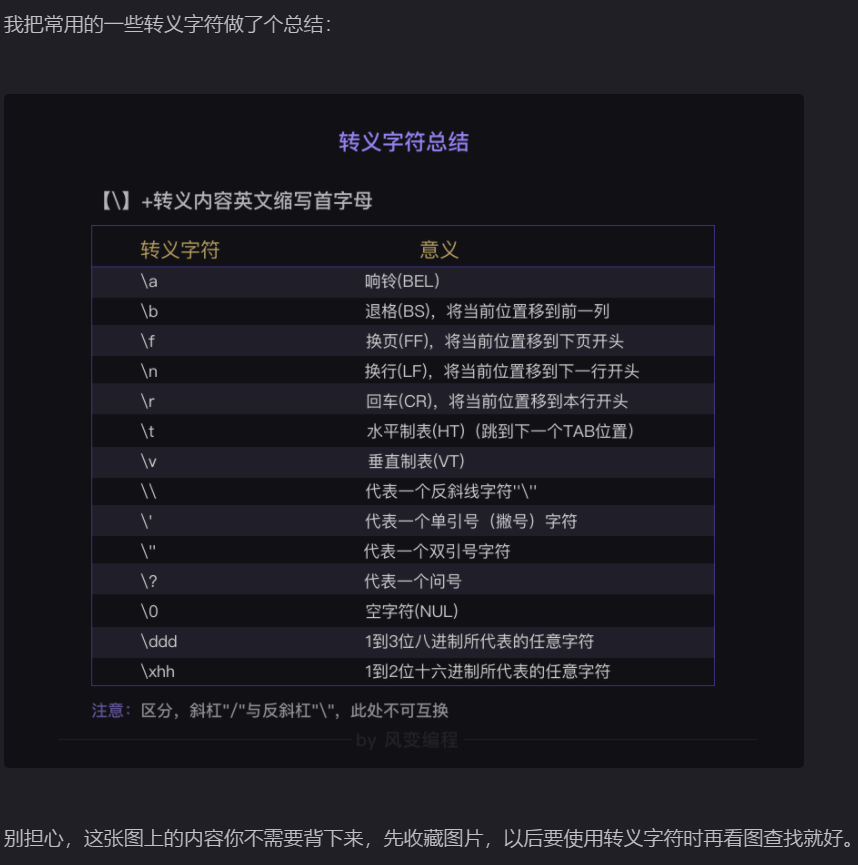 我把常用的一些转义字符做了个总结：
转义字符总结
【\】+转义内容英文缩写首字母
转义字符 意义
\a 响铃(BEL)
\b 退格(BS)，将当前位置移到前一列
\f 换页(FF)，将当前位置移到下页开头
\n 换行(LF)，将当前位置移到下一行开头
\r 回车(CR)，将当前位置移到本行开头
\t 水平制表(HT)（跳到下一个TAB位置）
\v 垂直制表(VT)
\\ 代表一个反斜线字符''\''
\' 代表一个单引号（撇号）字符
\'' 代表一个双引号字符
\? 代表一个问号
\0 空字符(NUL)
\ddd 1到3位八进制所代表的任意字符
\xhh 1到2位十六进制所代表的任意字符
注意：区分，斜杠"/"与反斜杠"\"，此处不可互换
by 风变编程
别担心，这张图上的内容你不需要背下来，先收藏图片，以后要使用转义字符时再看图查找就好。